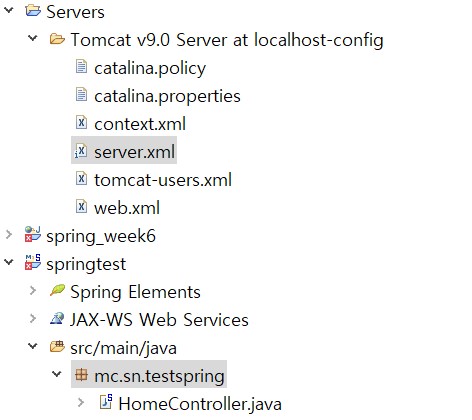 Servers
Tomcat v9.0 Server at localhost-config
catalina.policy
catalina.properties
context.xml
server.xml
tomcat-users.xml
web.xml
spring_week6
springtest
Spring Elements
JAX-WS Web Services
src/main/java
mc.sn.testspring
HomeController.java